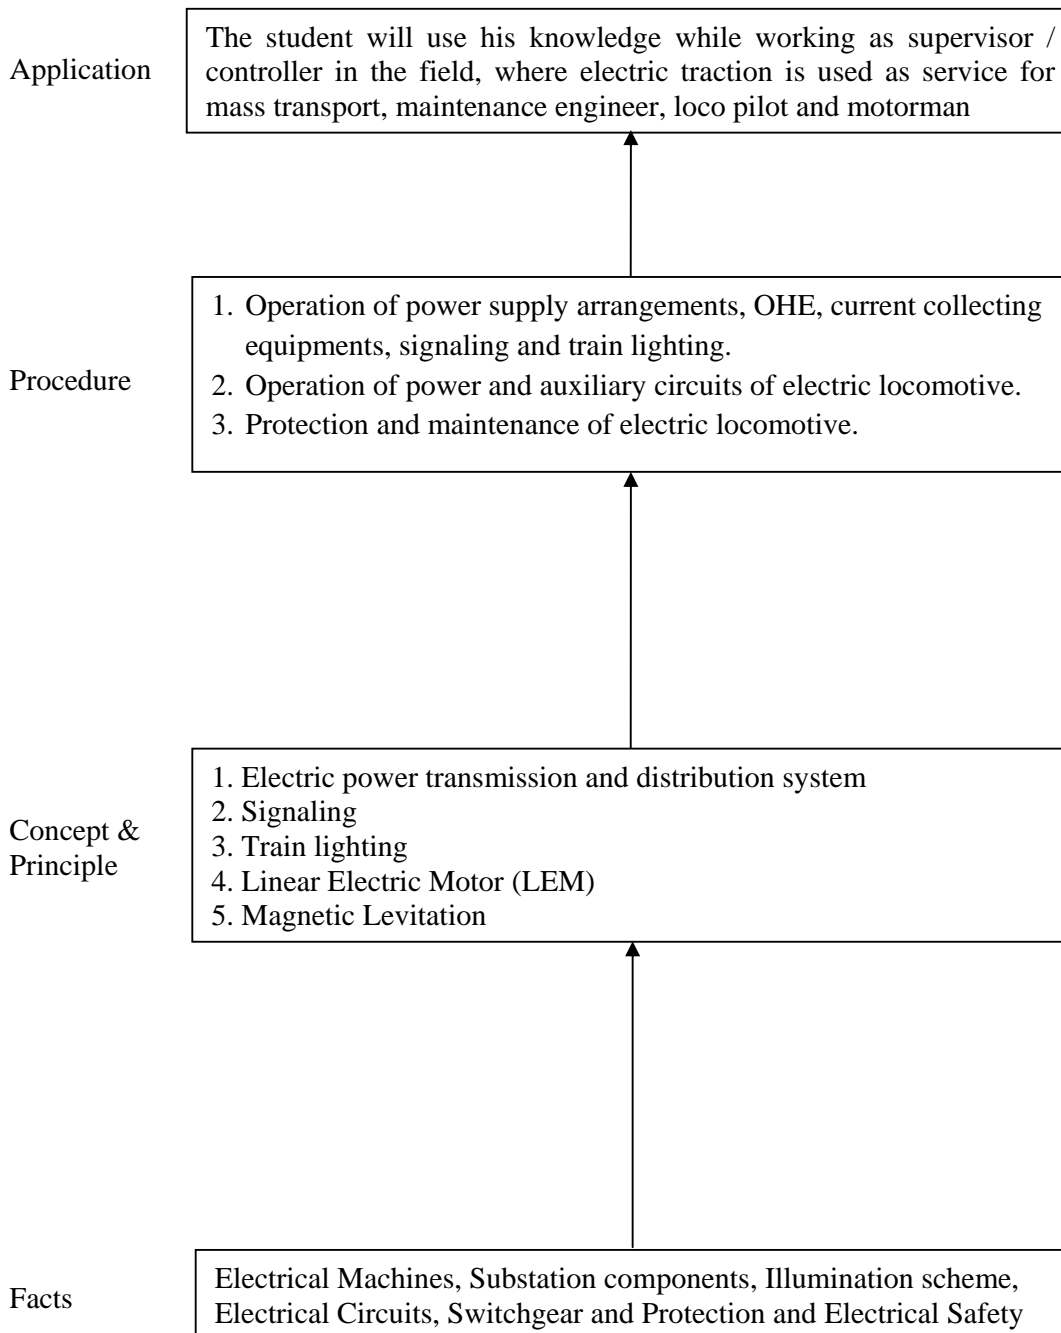 Application
The student will use his knowledge while working as supervisor /
controller in the field, where electric traction is used as service for
mass transport, maintenance engineer, loco pilot and motorman
Procedure
1. Operation of power supply arrangements, OHE, current collecting
equipments, signaling and train lighting.
2. Operation of power and auxiliary circuits of electric locomotive.
3. Protection and maintenance of electric locomotive.
Concept &
Principle
1. Electric power transmission and distribution system
2. Signaling
3. Train lighting
4. Linear Electric Motor (LEM)
5. Magnetic Levitation
Facts
Electrical Machines, Substation components, Illumination scheme,
Electrical Circuits, Switchgear and Protection and Electrical Safety